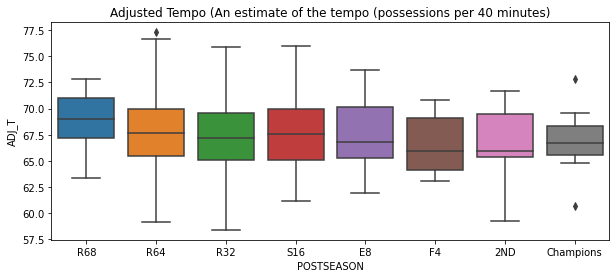 Adjusted Tempo (An estimate of the tempo (possessions per 40 minutes)
77.5
75.0
72.5
70.0
67.5
65.0
62.5
60.0
57.5
ADJ_T
R68 R64 R32 S16 E8 F4 2ND Champions
POSTSEASON